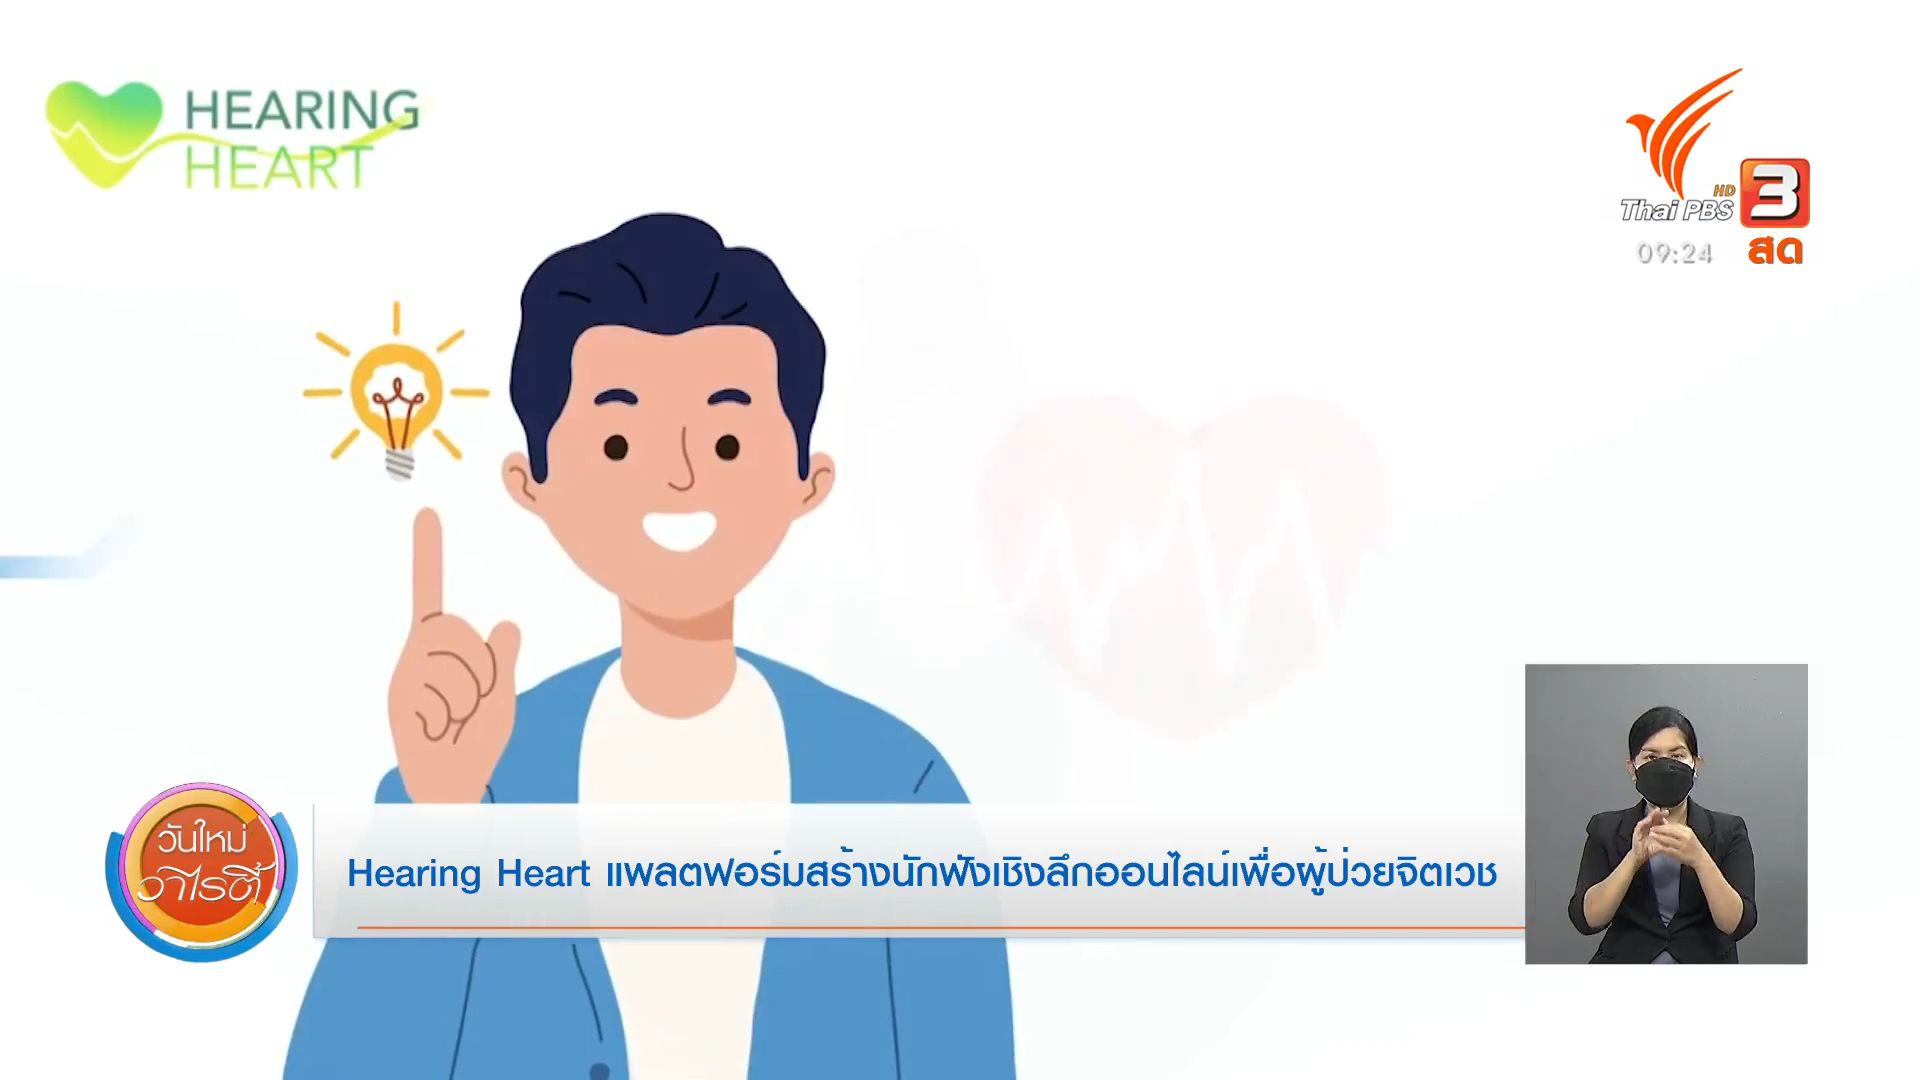 HEARING
HEART
HD
Thai PBS 3
09:24 สด
วันใหม่
วาไรตี้
Hearing Heart แพลตฟอร์มสร้างนักฟังเชิงลึกออนไลน์เพื่อผู้ป่วยจิตเวช